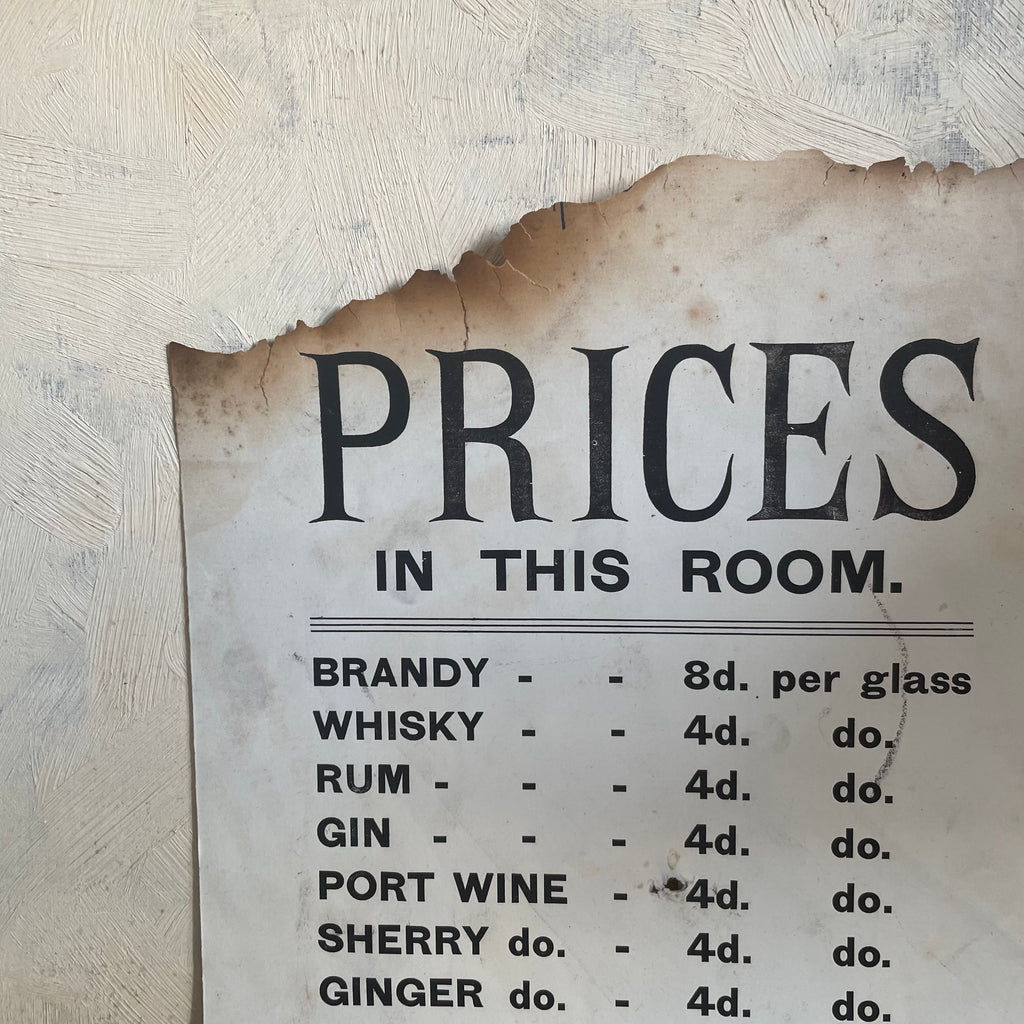 PRICES
IN THIS ROOM.
BRANDY - - 8d. per glass
WHISKY - - 4d. do.
RUM - - - 4d. do.
GIN - - - 4d. do.
PORT WINE - 4d. do.
SHERRY do. - 4d. do.
GINGER do. - 4d. do.